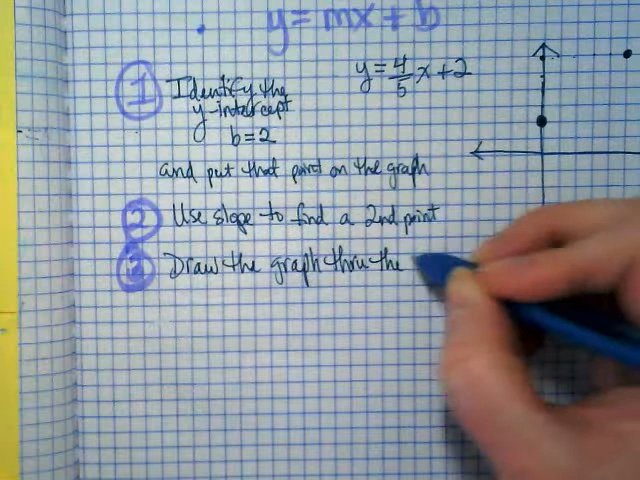 y=mx+b
y=4/5x+2
1 Identify the
y-intercept
b=2
and put that point on the graph
2 Use slope to find a 2nd point
3 Draw the graph thru the